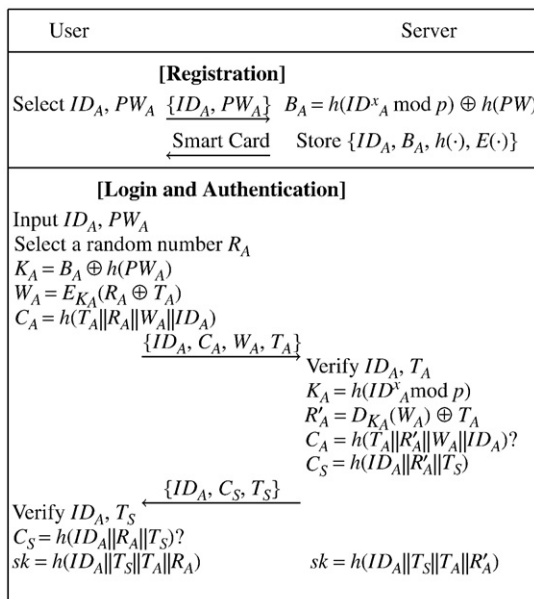 User Server
[Registration]
Select ID_A, PW_A {ID_A, PW_A} B_A = h(ID^x_A mod p) ⊕ h(PW)
Smart Card Store {ID_A, B_A, h(·), E(·)}
[Login and Authentication]
Input ID_A, PW_A
Select a random number R_A
K_A = B_A ⊕ h(PW_A)
W_A = E_{K_A}(R_A ⊕ T_A)
C_A = h(T_A||R_A||W_A||ID_A)
{ID_A, C_A, W_A, T_A}
Verify ID_A, T_A
K_A = h(ID^x_A mod p)
R'_A = D_{K_A}(W_A) ⊕ T_A
C_A = h(T_A||R'_A||W_A||ID_A)?
C_S = h(ID_A||R'_A||T_S)
{ID_A, C_S, T_S}
Verify ID_A, T_S
C_S = h(ID_A||R_A||T_S)?
sk = h(ID_A||T_S||T_A||R_A) sk = h(ID_A||T_S||T_A||R'_A)